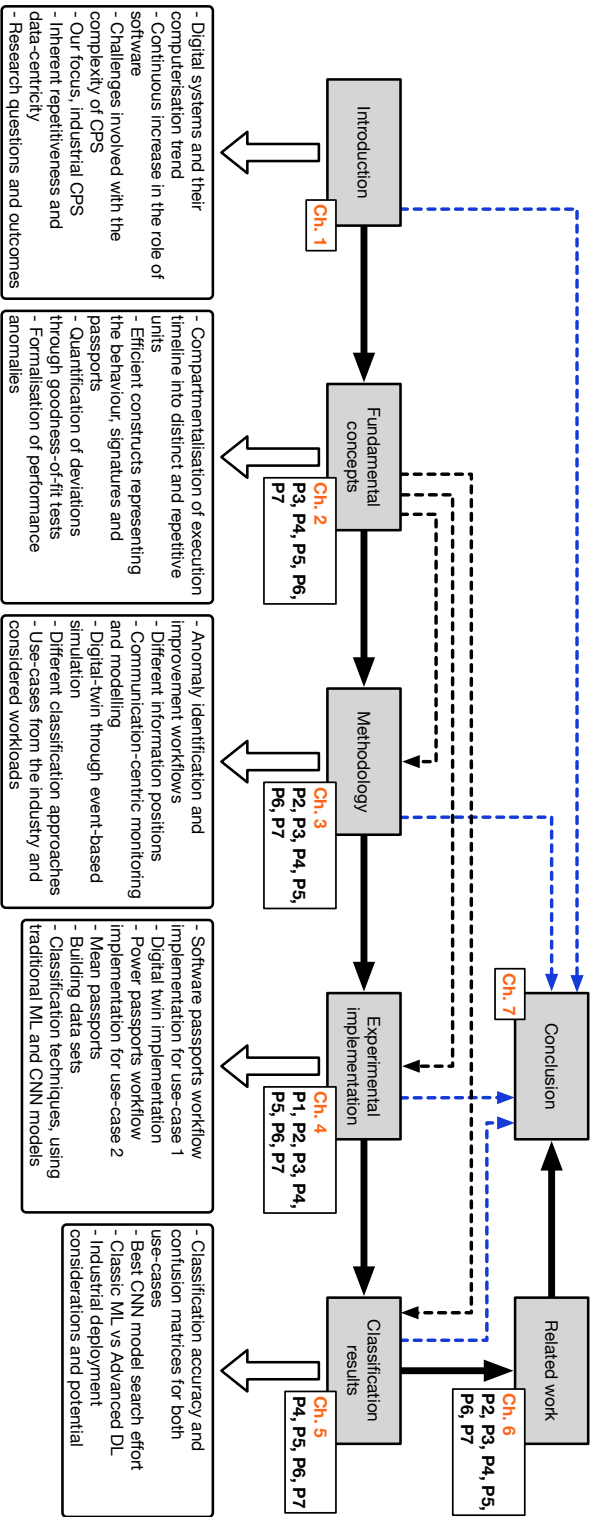 Introduction
Ch. 1
- Digital systems and their
computerisation trend
- Continuous increase in the role of
software
- Challenges involved with the
complexity of CPS
- Our focus, industrial CPS
- Inherent repetitiveness and
data-centricity
- Research questions and outcomes
Fundamental
concepts
Ch. 2
P3, P4, P5, P6,
P7
- Compartmentalisation of execution
timeline into distinct and repetitive
units
- Efficient constructs representing
the behaviour, signatures and
passports
- Quantification of deviations
through goodness-of-fit tests
- Formalisation of performance
anomalies
Methodology
Ch. 3
P2, P3, P4, P5,
P6, P7
- Anomaly identification and
improvement workflows
- Different information positions
- Communication-centric monitoring
and modelling
- Digital-twin through event-based
simulation
- Different classification approaches
- Use-cases from the industry and
considered workloads
Experimental
implementation
Ch. 4
P1, P2, P3, P4,
P5, P6, P7
- Software passports workflow
implementation for use-case 1
- Digital twin implementation
- Power passports workflow
implementation for use-case 2
- Mean passports
- Building data sets
- Classification techniques, using
traditional ML and CNN models
Classification
results
Ch. 5
P4, P5, P6, P7
- Classification accuracy and
confusion matrices for both
use-cases
- Best CNN model search effort
- Classic ML vs Advanced DL
- Industrial deployment
considerations and potential
Related work
Ch. 6
P2, P3, P4, P5,
P6, P7
Conclusion
Ch. 7